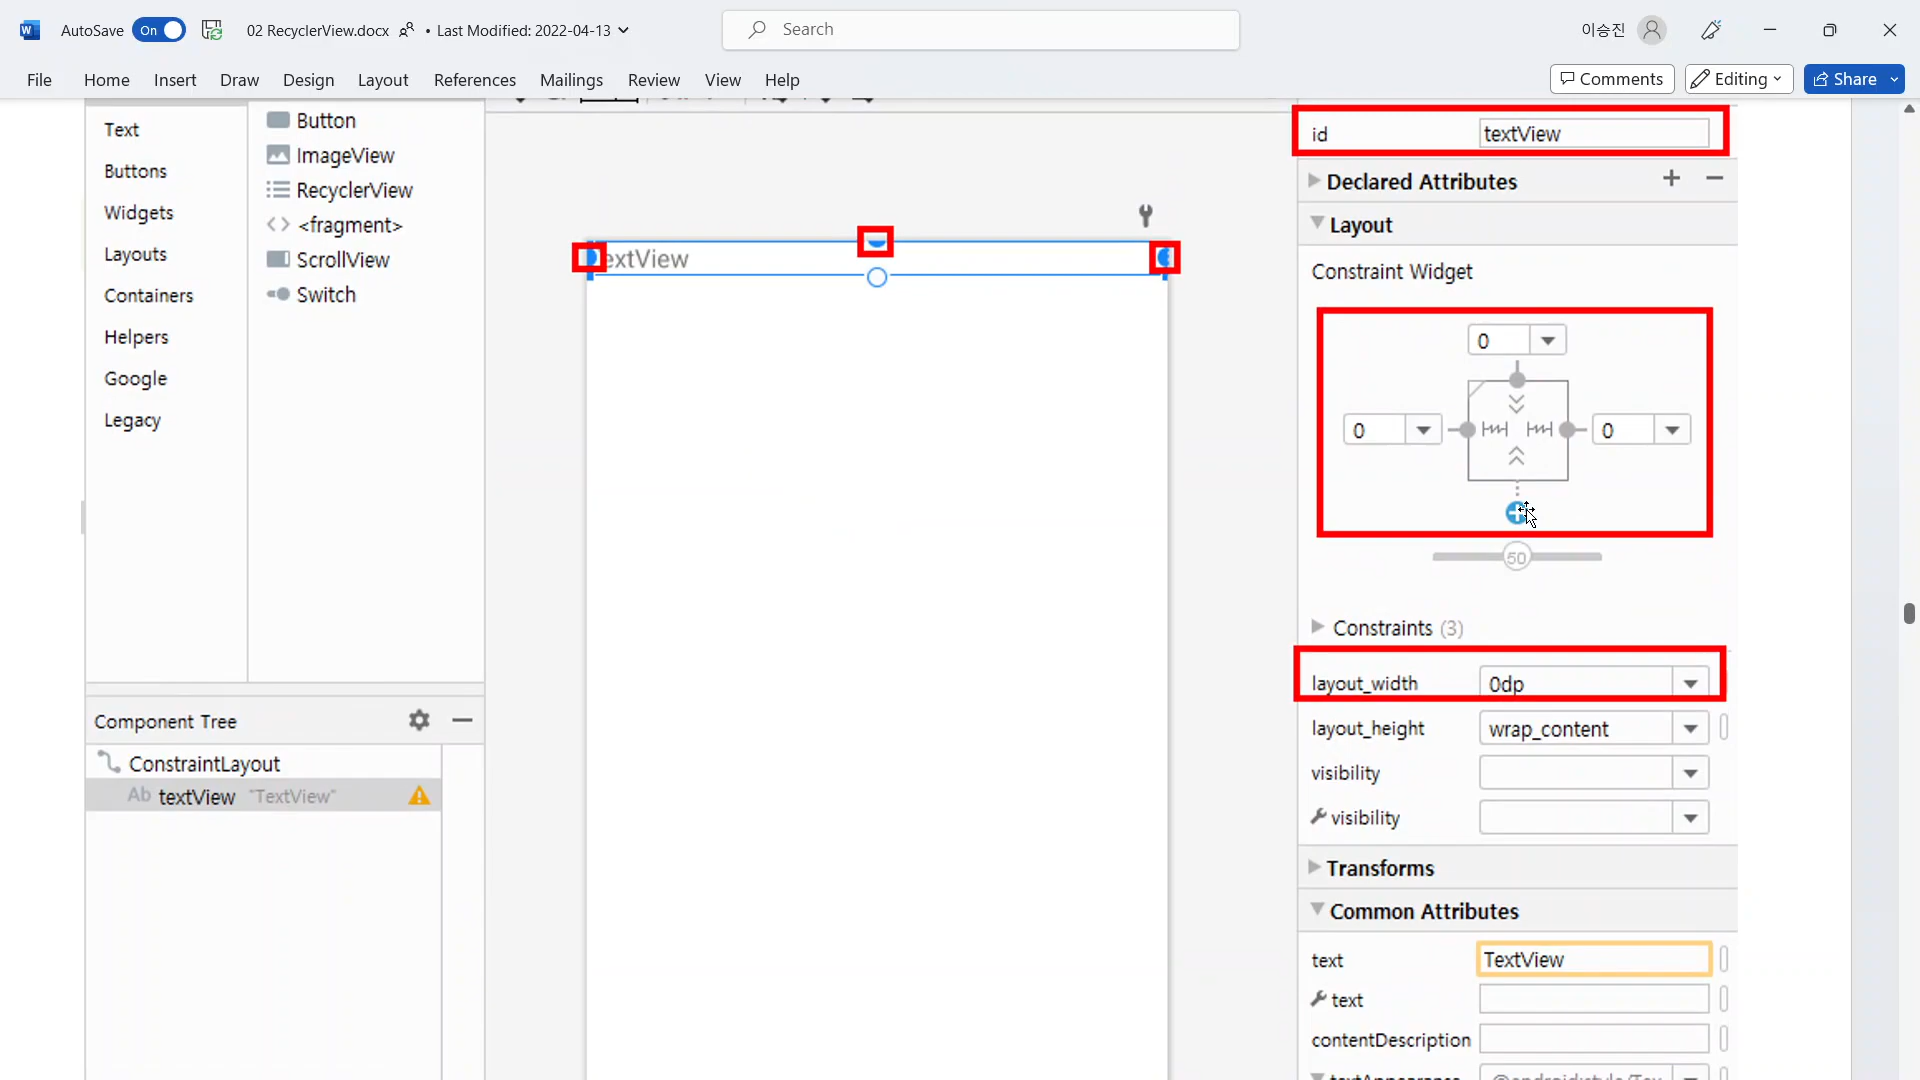 AutoSave On 02 RecyclerView.docx • Last Modified: 2022-04-13 Search 이승진
File Home Insert Draw Design Layout References Mailings Review View Help Comments Editing Share
Text
Buttons
Widgets
Layouts
Containers
Helpers
Google
Legacy
Button
ImageView
RecyclerView
<fragment>
ScrollView
Switch
Component Tree
ConstraintLayout
Ab textView "TextView"
extView
id textView
Declared Attributes
Layout
Constraint Widget
0
0 0
50
Constraints (3)
layout_width 0dp
layout_height wrap_content
visibility
visibility
Transforms
Common Attributes
text TextView
text
contentDescription